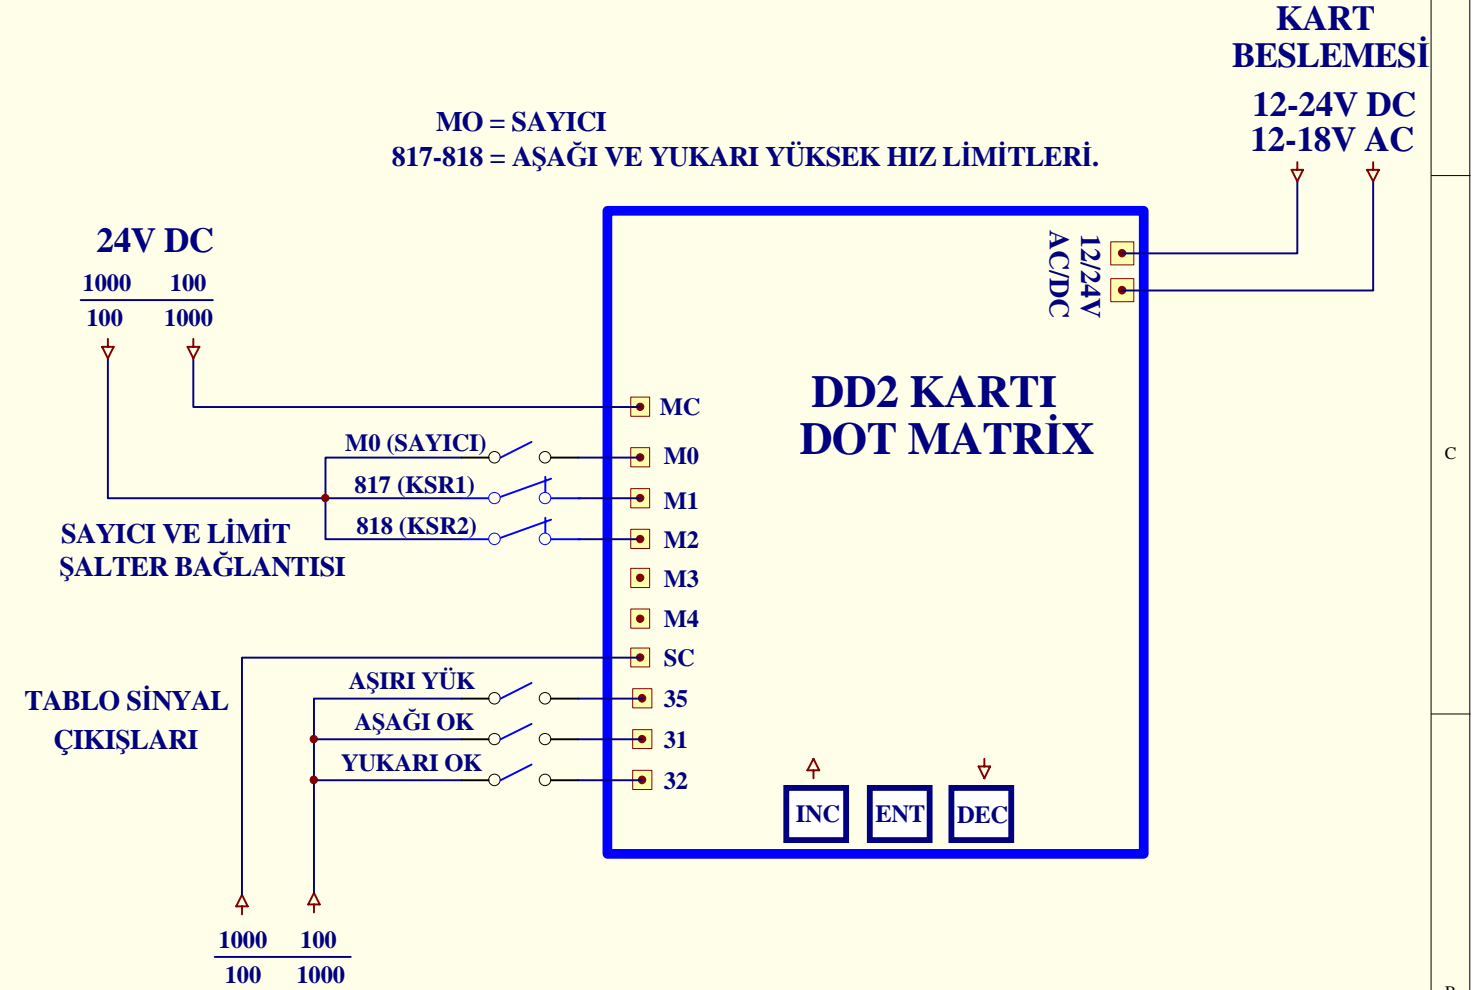 KART
BESLEMESİ
12-24V DC
12-18V AC
MO = SAYICI
817-818 = AŞAĞI VE YUKARI YÜKSEK HIZ LİMİTLERİ.
24V DC
1000 100
100 1000
12/24V
AC/DC
DD2 KARTI
DOT MATRİX
MC
M0 (SAYICI)
M0
817 (KSR1)
M1
818 (KSR2)
M2
SAYICI VE LİMİT
ŞALTER BAĞLANTISI
M3
M4
SC
TABLO SİNYAL
ÇIKIŞLARI
AŞIRI YÜK
35
AŞAĞI OK
31
YUKARI OK
32
INC ENT DEC
1000 100
100 1000
C